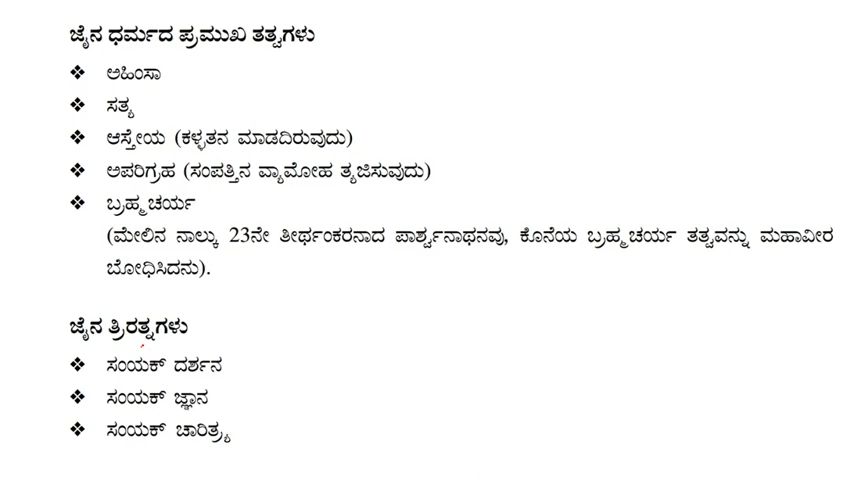 ಜೈನ ಧರ್ಮದ ಪ್ರಮುಖ ತತ್ವಗಳು
❖ ಅಹಿಂಸಾ
❖ ಸತ್ಯ
❖ ಆಸ್ತೇಯ (ಕಳ್ಳತನ ಮಾಡದಿರುವುದು)
❖ ಅಪರಿಗ್ರಹ (ಸಂಪತ್ತಿನ ವ್ಯಾಮೋಹ ತ್ಯಜಿಸುವುದು)
❖ ಬ್ರಹ್ಮಚರ್ಯ
(ಮೇಲಿನ ನಾಲ್ಕು 23ನೇ ತೀರ್ಥಂಕರನಾದ ಪಾರ್ಶ್ವನಾಥನವು, ಕೊನೆಯ ಬ್ರಹ್ಮಚರ್ಯ ತತ್ವವನ್ನು ಮಹಾವೀರ
ಬೋಧಿಸಿದನು).
ಜೈನ ತ್ರಿರತ್ನಗಳು
❖ ಸಂಯಕ್ ದರ್ಶನ
❖ ಸಂಯಕ್ ಜ್ಞಾನ
❖ ಸಂಯಕ್ ಚಾರಿತ್ರ್ಯ